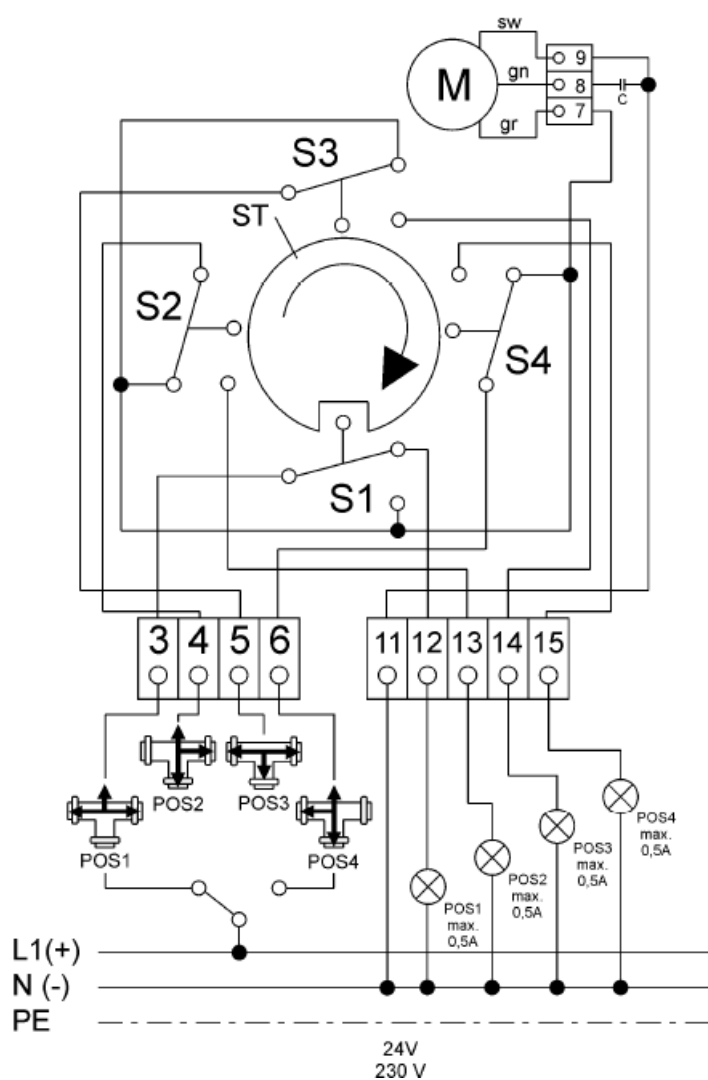 sw
M
gn
gr
9
8
7
C
S3
ST
S2
S4
S1
3 4 5 6
11 12 13 14 15
POS1
POS2
POS3
POS4
POS1
max.
0,5A
POS2
max.
0,5A
POS3
max.
0,5A
POS4
max.
0,5A
L1(+)
N (-)
PE
24V
230 V